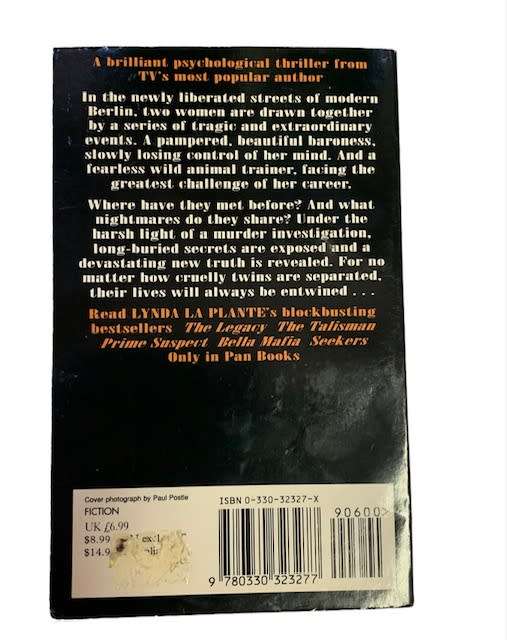 A brilliant psychological thriller from
TV's most popular author
In the newly liberated streets of modern
Berlin, two women are drawn together
by a series of tragic and extraordinary
events. A pampered, beautiful baroness,
slowly losing control of her mind. And a
fearless wild animal trainer, facing the
greatest challenge of her career.
Where have they met before? And what
nightmares do they share? Under the
harsh light of a murder investigation,
long-buried secrets are exposed and a
devastating new truth is revealed. For no
matter how cruelly twins are separated,
their lives will always be entwined . . .
Read LYNDA LA PLANTE's blockbusting
bestsellers The Legacy The Talisman
Prime Suspect Bella Mafia Seekers
Only in Pan Books
Cover photograph by Paul Postle
FICTION
UK £6.99
$8.99
$14.9
ISBN 0-330-32327-X
90600>
9 780330 323277